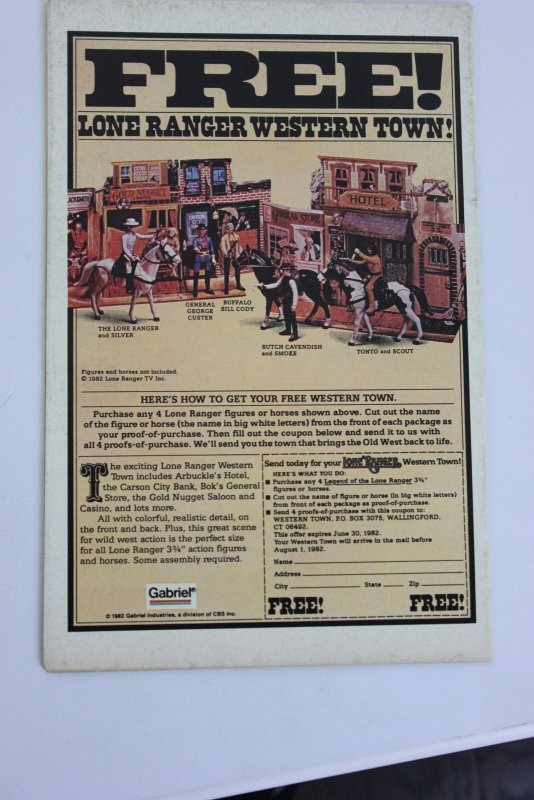 FREE!
LONE RANGER WESTERN TOWN!
GOLD NUGGET
GENERAL STORE
HOTEL
THE LONE RANGER
and SILVER
GENERAL
GEORGE
CUSTER
BUFFALO
BILL CODY
BUTCH CAVENDISH
and SMOKE
TONTO and SCOUT
Figures and horses not included.
© 1982 Lone Ranger TV Inc.
HERE'S HOW TO GET YOUR FREE WESTERN TOWN.
Purchase any 4 Lone Ranger figures or horses shown above. Cut out the name
of the figure or horse (the name in big white letters) from the front of each package as
your proof-of-purchase. Then fill out the coupon below and send it to us with
all 4 proofs-of-purchase. We'll send you the town that brings the Old West back to life.
The exciting Lone Ranger Western
Town includes Arbuckle's Hotel,
the Carson City Bank, Bok's General
Store, the Gold Nugget Saloon and
Casino, and lots more.
All with colorful, realistic detail, on
the front and back. Plus, this great scene
for wild west action is the perfect size
for all Lone Ranger 3¾" action figures
and horses. Some assembly required.
Gabriel®
© 1982 Gabriel Industries, a division of CBS Inc.
Send today for your LONE RANGER Western Town!
HERE'S WHAT YOU DO:
■ Purchase any 4 Legend of the Lone Ranger 3¾"
figures or horses.
■ Cut out the name of figure or horse (in big white letters)
from front of each package as proof-of-purchase.
■ Send 4 proofs-of-purchase with this coupon to:
WESTERN TOWN, P.O. BOX 3075, WALLINGFORD,
CT 06492.
This offer expires June 30, 1982.
Your Western Town will arrive in the mail before
August 1, 1982.
Name
Address
City State Zip
FREE! FREE!